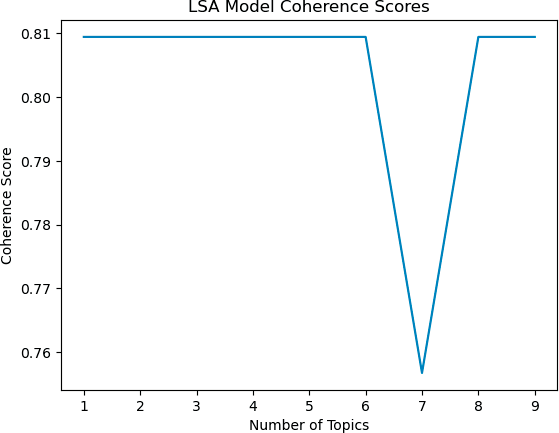 LSA Model Coherence Scores
0.81
0.80
0.79
0.78
0.77
0.76
Coherence Score
1 2 3 4 5 6 7 8 9
Number of Topics